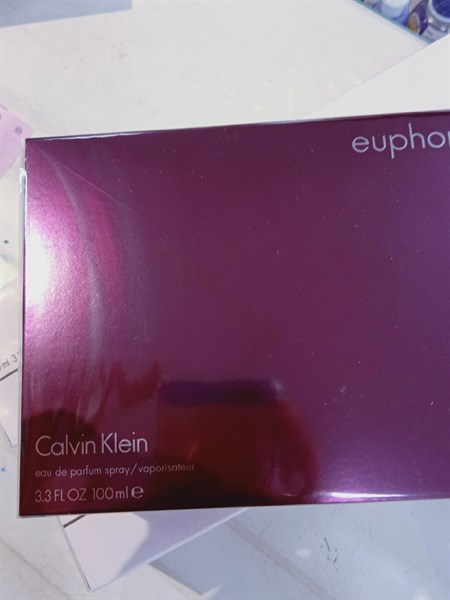 euphor
Calvin Klein
eau de parfum spray/vaporisateur
3.3 FL OZ 100 ml ℮